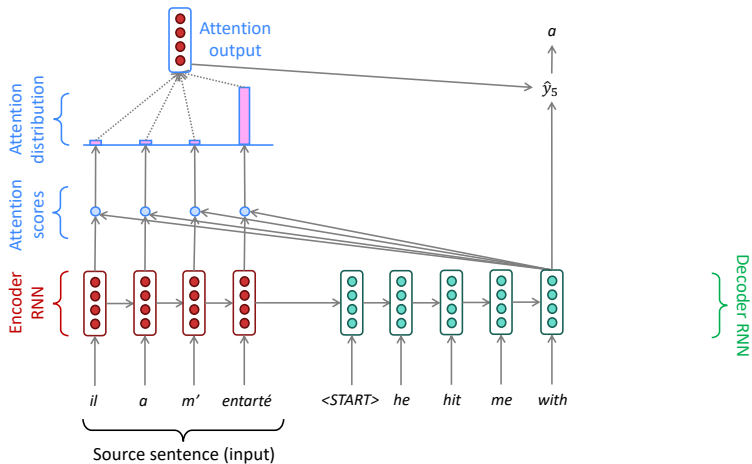 Attention
output
a
ŷ₅
Attention
distribution
Attention
scores
Encoder
RNN
Decoder RNN
il a m’ entarté <START> he hit me with
Source sentence (input)